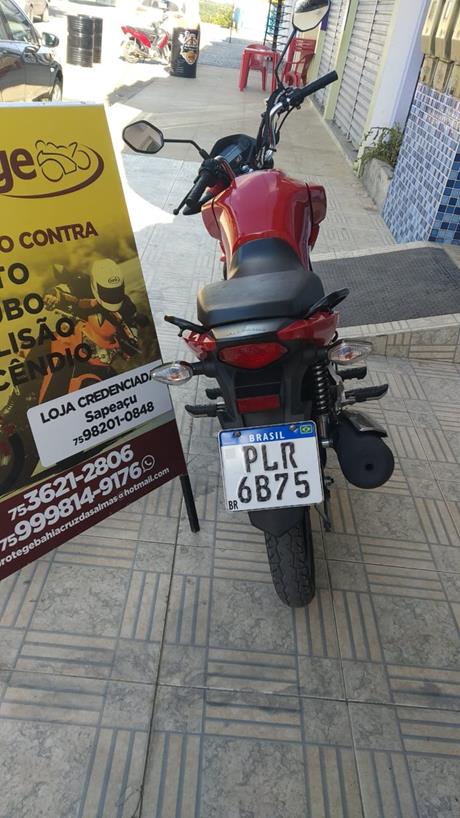 ge
O CONTRA
TO
UBO
LISÃO
CÊNDIO
LOJA CREDENCIADA
Sapeaçu
75 98201-0848
75 3621-2806
75 999814-9176
rotegebahiacruzdasalmas@hotmail.com
BRASIL
PLR
6B75
BR